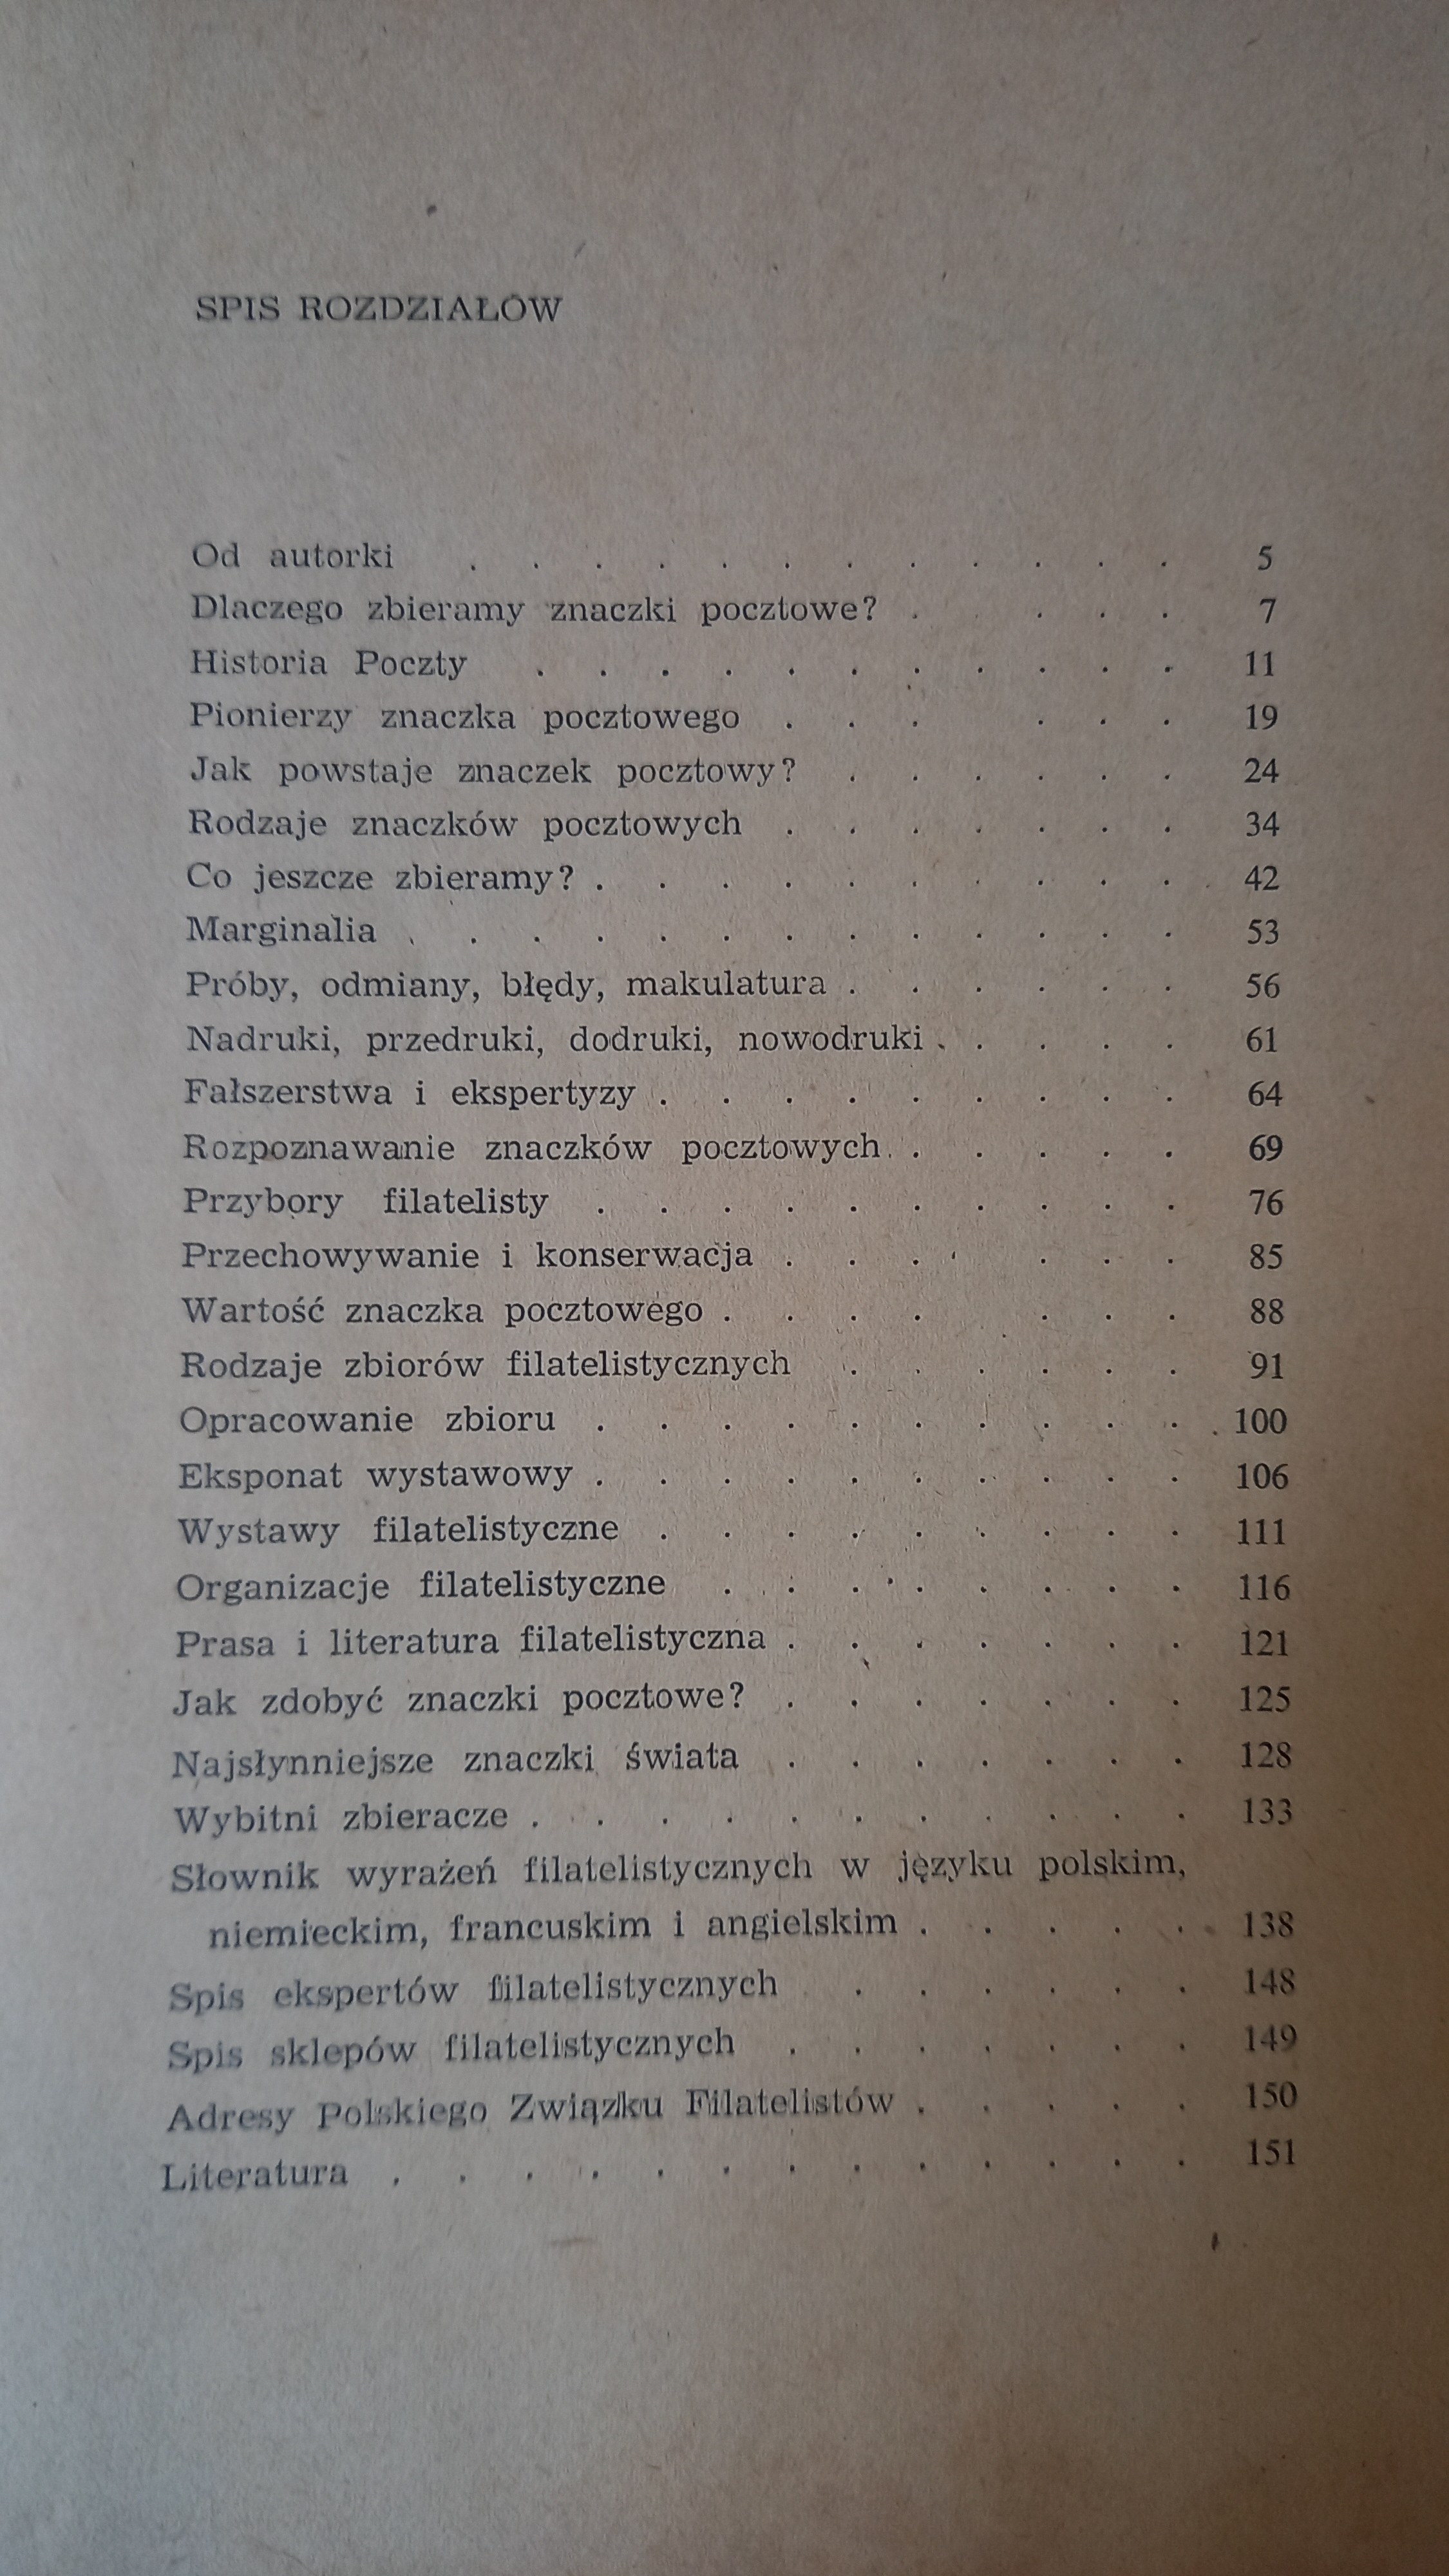 SPIS ROZDZIAŁÓW
Od autorki . . . . . . . . . . . . 5
Dlaczego zbieramy znaczki pocztowe? . . . . . 7
Historia Poczty . . . . . . . . . . . 11
Pionierzy znaczka pocztowego . . . . . . 19
Jak powstaje znaczek pocztowy? . . . . . . 24
Rodzaje znaczków pocztowych . . . . . . . 34
Co jeszcze zbieramy? . . . . . . . . . . 42
Marginalia . . . . . . . . . . . . . 53
Próby, odmiany, błędy, makulatura . . . . . . 56
Nadruki, przedruki, dodruki, nowodruki . . . . . 61
Fałszerstwa i ekspertyzy . . . . . . . . . 64
Rozpoznawanie znaczków pocztowych . . . . . . 69
Przybory filatelisty . . . . . . . . . . 76
Przechowywanie i konserwacja . . . . . . . 85
Wartość znaczka pocztowego . . . . . . . 88
Rodzaje zbiorów filatelistycznych . . . . . . 91
Opracowanie zbioru . . . . . . . . . . . 100
Eksponat wystawowy . . . . . . . . . . 106
Wystawy filatelistyczne . . . . . . . . . 111
Organizacje filatelistyczne . . . . . . . . 116
Prasa i literatura filatelistyczna . . . . . . . 121
Jak zdobyć znaczki pocztowe? . . . . . . . 125
Najsłynniejsze znaczki świata . . . . . . . 128
Wybitni zbieracze . . . . . . . . . . . 133
Słownik wyrażeń filatelistycznych w języku polskim,
niemieckim, francuskim i angielskim . . . . . 138
Spis ekspertów filatelistycznych . . . . . . 148
Spis sklepów filatelistycznych . . . . . . . 149
Adresy Polskiego Związku Filatelistów . . . . . 150
Literatura . . . . . . . . . . . . . 151